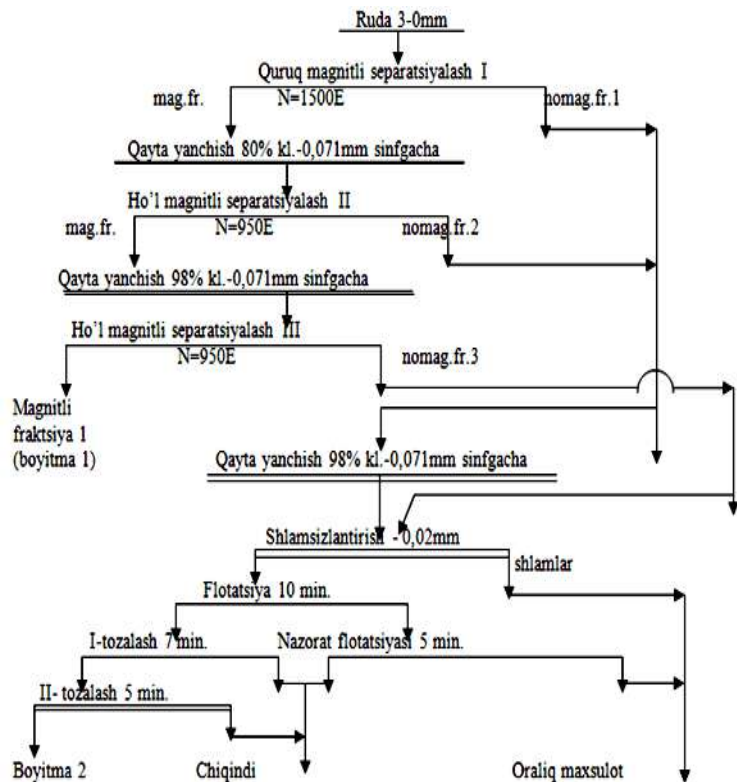 Ruda 3-0mm
Quruq magnitli separatsiyalash I
mag.fr. N=1500E nomag.fr.1
Qayta yanchish 80% kl.-0,071mm sinfgacha
Ho'l magnitli separatsiyalash II
mag.fr. N=950E nomag.fr.2
Qayta yanchish 98% kl.-0,071mm sinfgacha
Ho'l magnitli separatsiyalash III
N=950E nomag.fr.3
Magnitli
fraktsiya 1
(boyitma 1)
Qayta yanchish 98% kl.-0,071mm sinfgacha
Shlamsizlantirish - 0,02mm
shlamlar
Flotatsiya 10 min.
I-tozalash 7 min. Nazorat flotatsiyasi 5 min.
II- tozalash 5 min.
Boyitma 2 Chiqindi Oraliq maxsulot